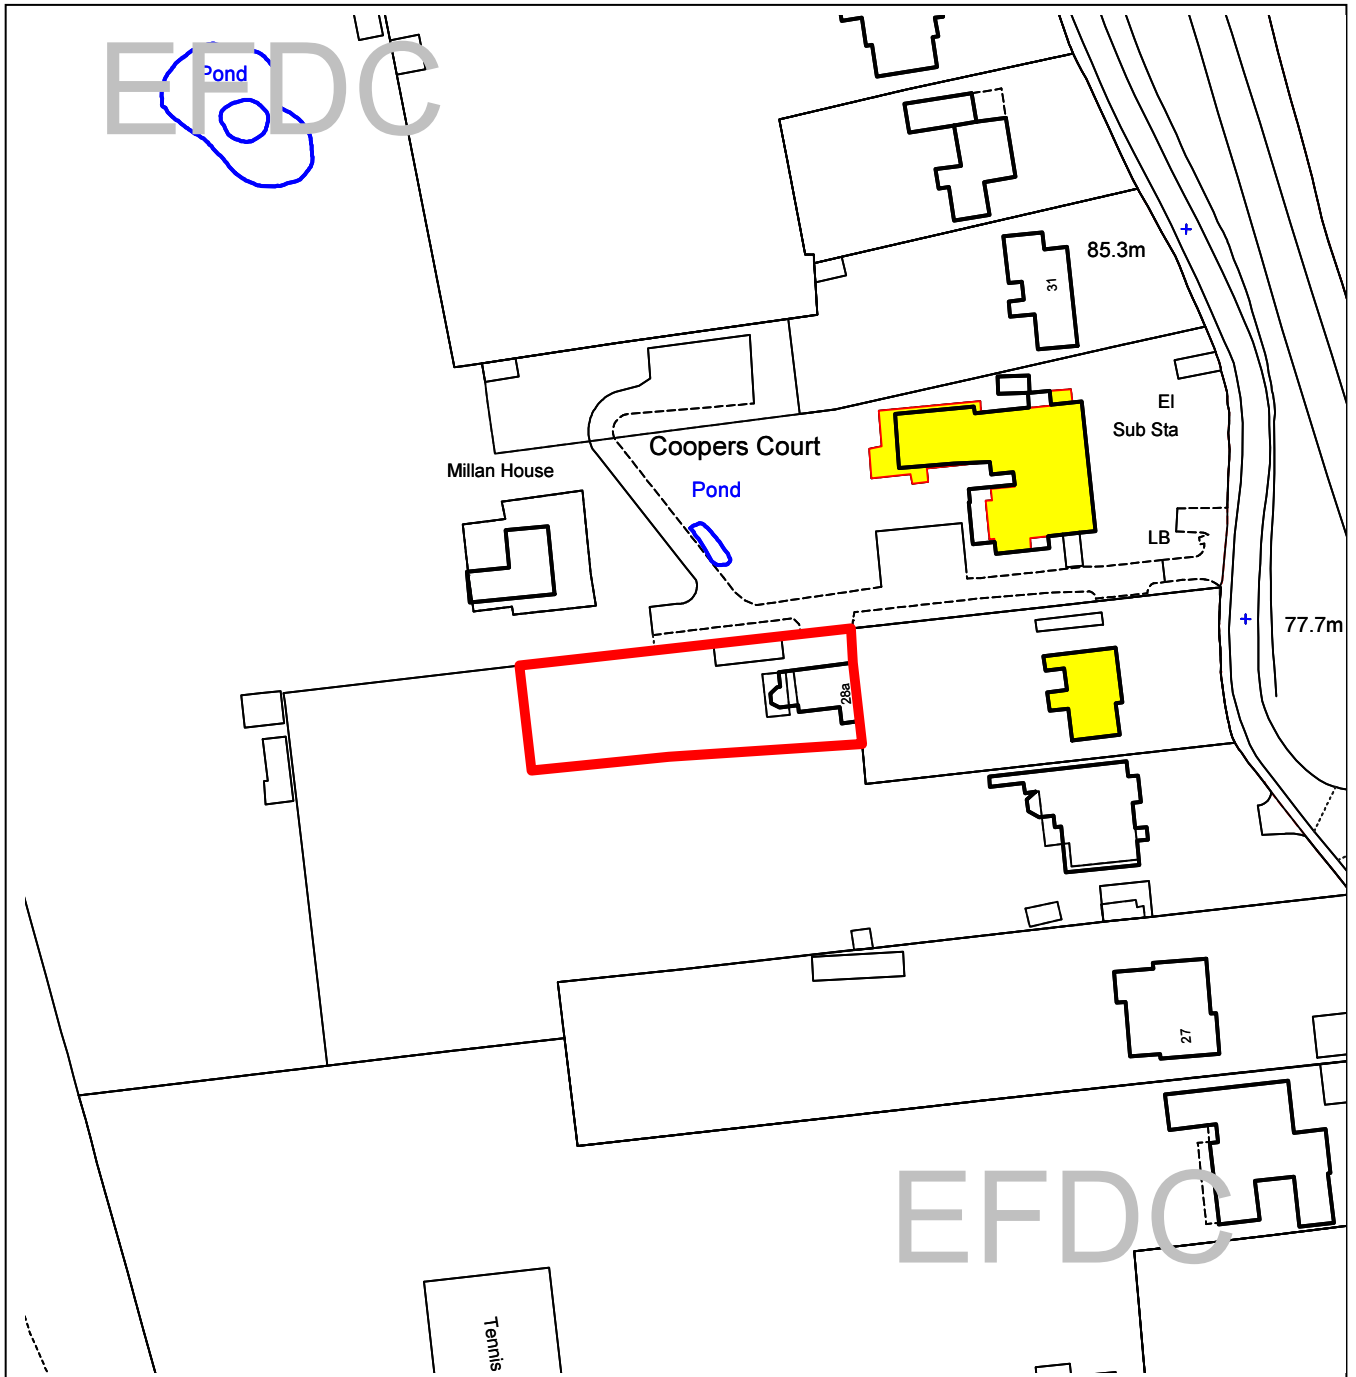 EFDC
Pond
85.3m
31
El
Sub Sta
Coopers Court
Millan House
Pond
LB
77.7m
28a
27
EFDC
Tennis